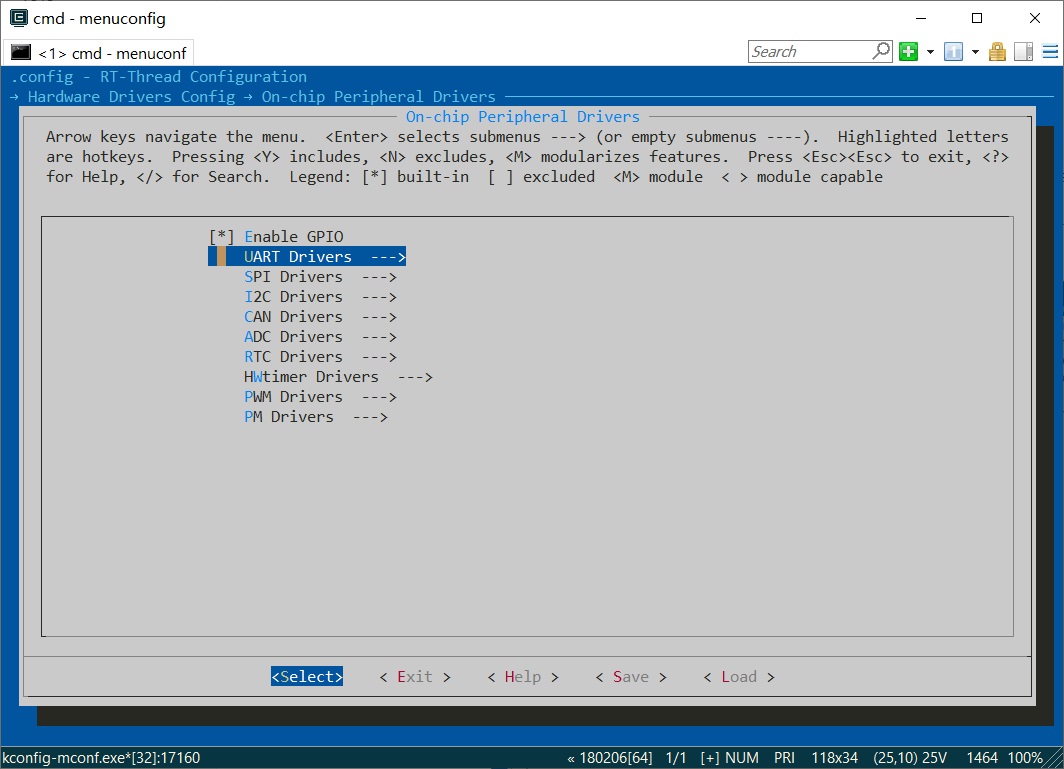 cmd - menuconfig
<1> cmd - menuconf
Search
1
.config - RT-Thread Configuration
→ Hardware Drivers Config → On-chip Peripheral Drivers
On-chip Peripheral Drivers
Arrow keys navigate the menu.  <Enter> selects submenus ---> (or empty submenus ----).  Highlighted letters
are hotkeys.  Pressing <Y> includes, <N> excludes, <M> modularizes features.  Press <Esc><Esc> to exit, <?>
for Help, </> for Search.  Legend: [*] built-in  [ ] excluded  <M> module  < > module capable
[*] Enable GPIO
UART Drivers  --->
SPI Drivers  --->
I2C Drivers  --->
CAN Drivers  --->
ADC Drivers  --->
RTC Drivers  --->
HWtimer Drivers  --->
PWM Drivers  --->
PM Drivers  --->
<Select>    < Exit >    < Help >    < Save >    < Load >
kconfig-mconf.exe*[32]:17160    « 180206[64]  1/1  [+] NUM  PRI  118x34  (25,10) 25V  1464  100%